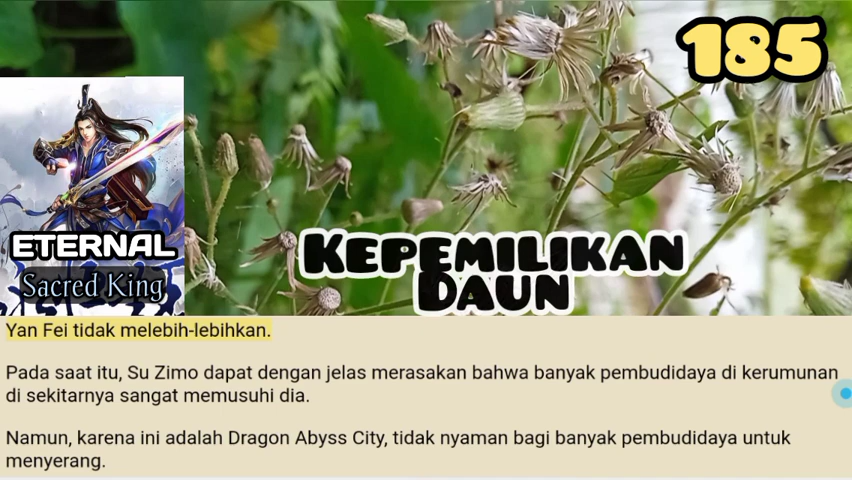 185
ETERNAL
Sacred King
KEPEMILIKAN
DAUN
Yan Fei tidak melebih-lebihkan.
Pada saat itu, Su Zimo dapat dengan jelas merasakan bahwa banyak pembudidaya di kerumunan
di sekitarnya sangat memusuhi dia.
Namun, karena ini adalah Dragon Abyss City, tidak nyaman bagi banyak pembudidaya untuk
menyerang.